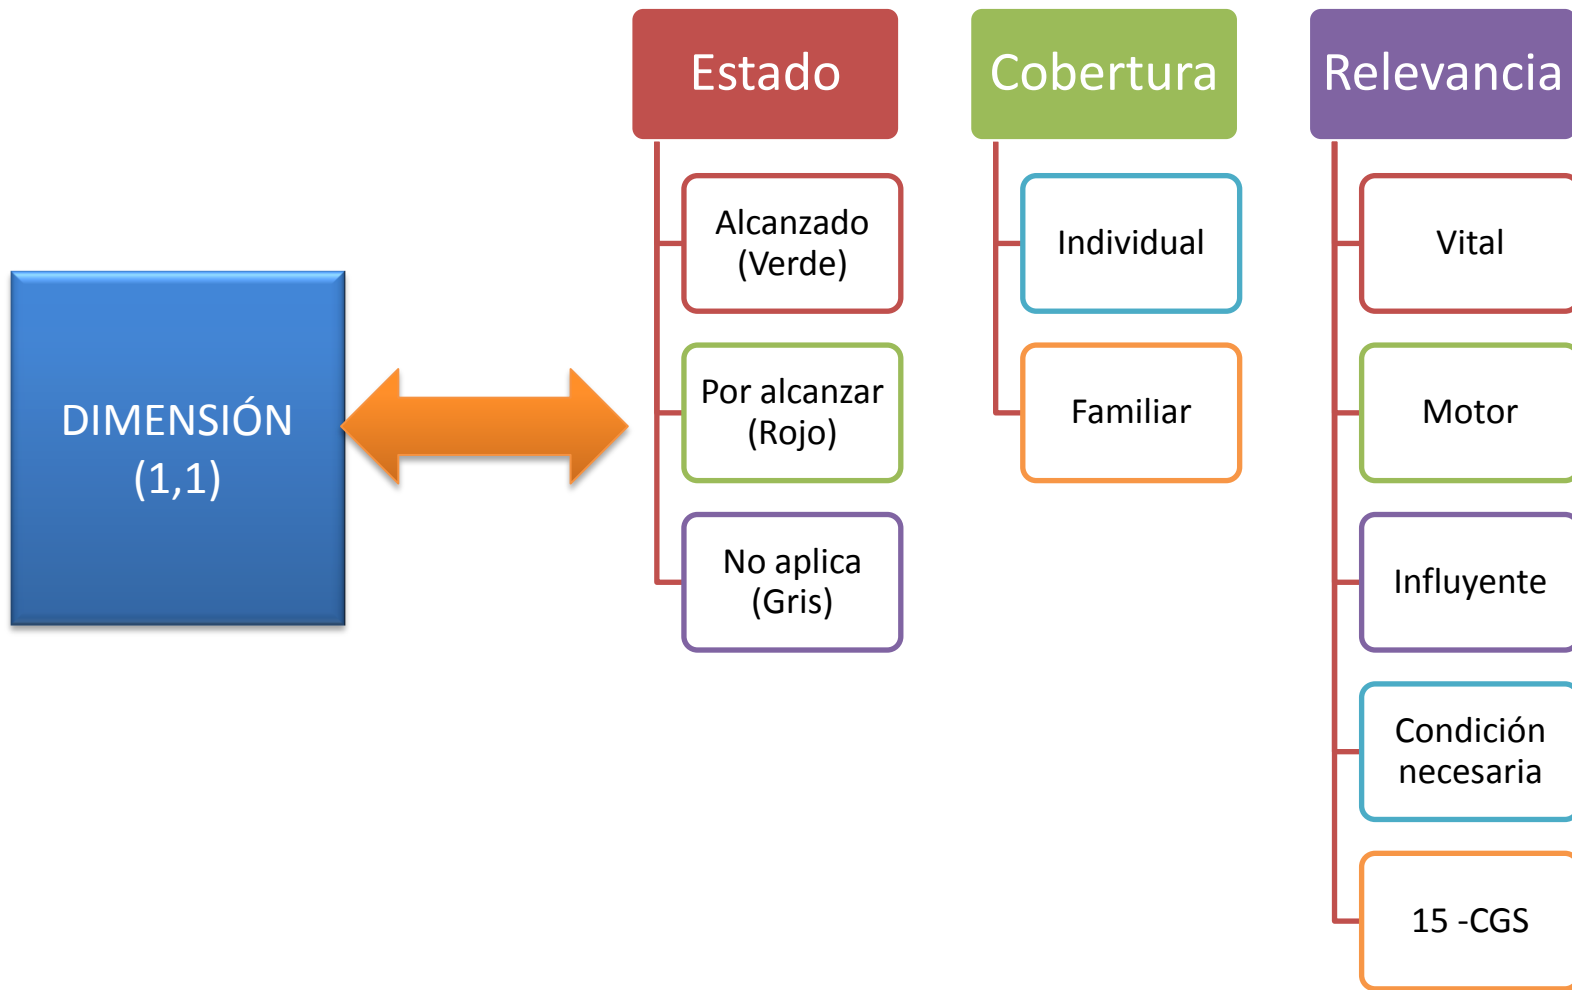 DIMENSIÓN
(1,1)
Estado
Alcanzado
(Verde)
Por alcanzar
(Rojo)
No aplica
(Gris)
Cobertura
Individual
Familiar
Relevancia
Vital
Motor
Influyente
Condición
necesaria
15 -CGS